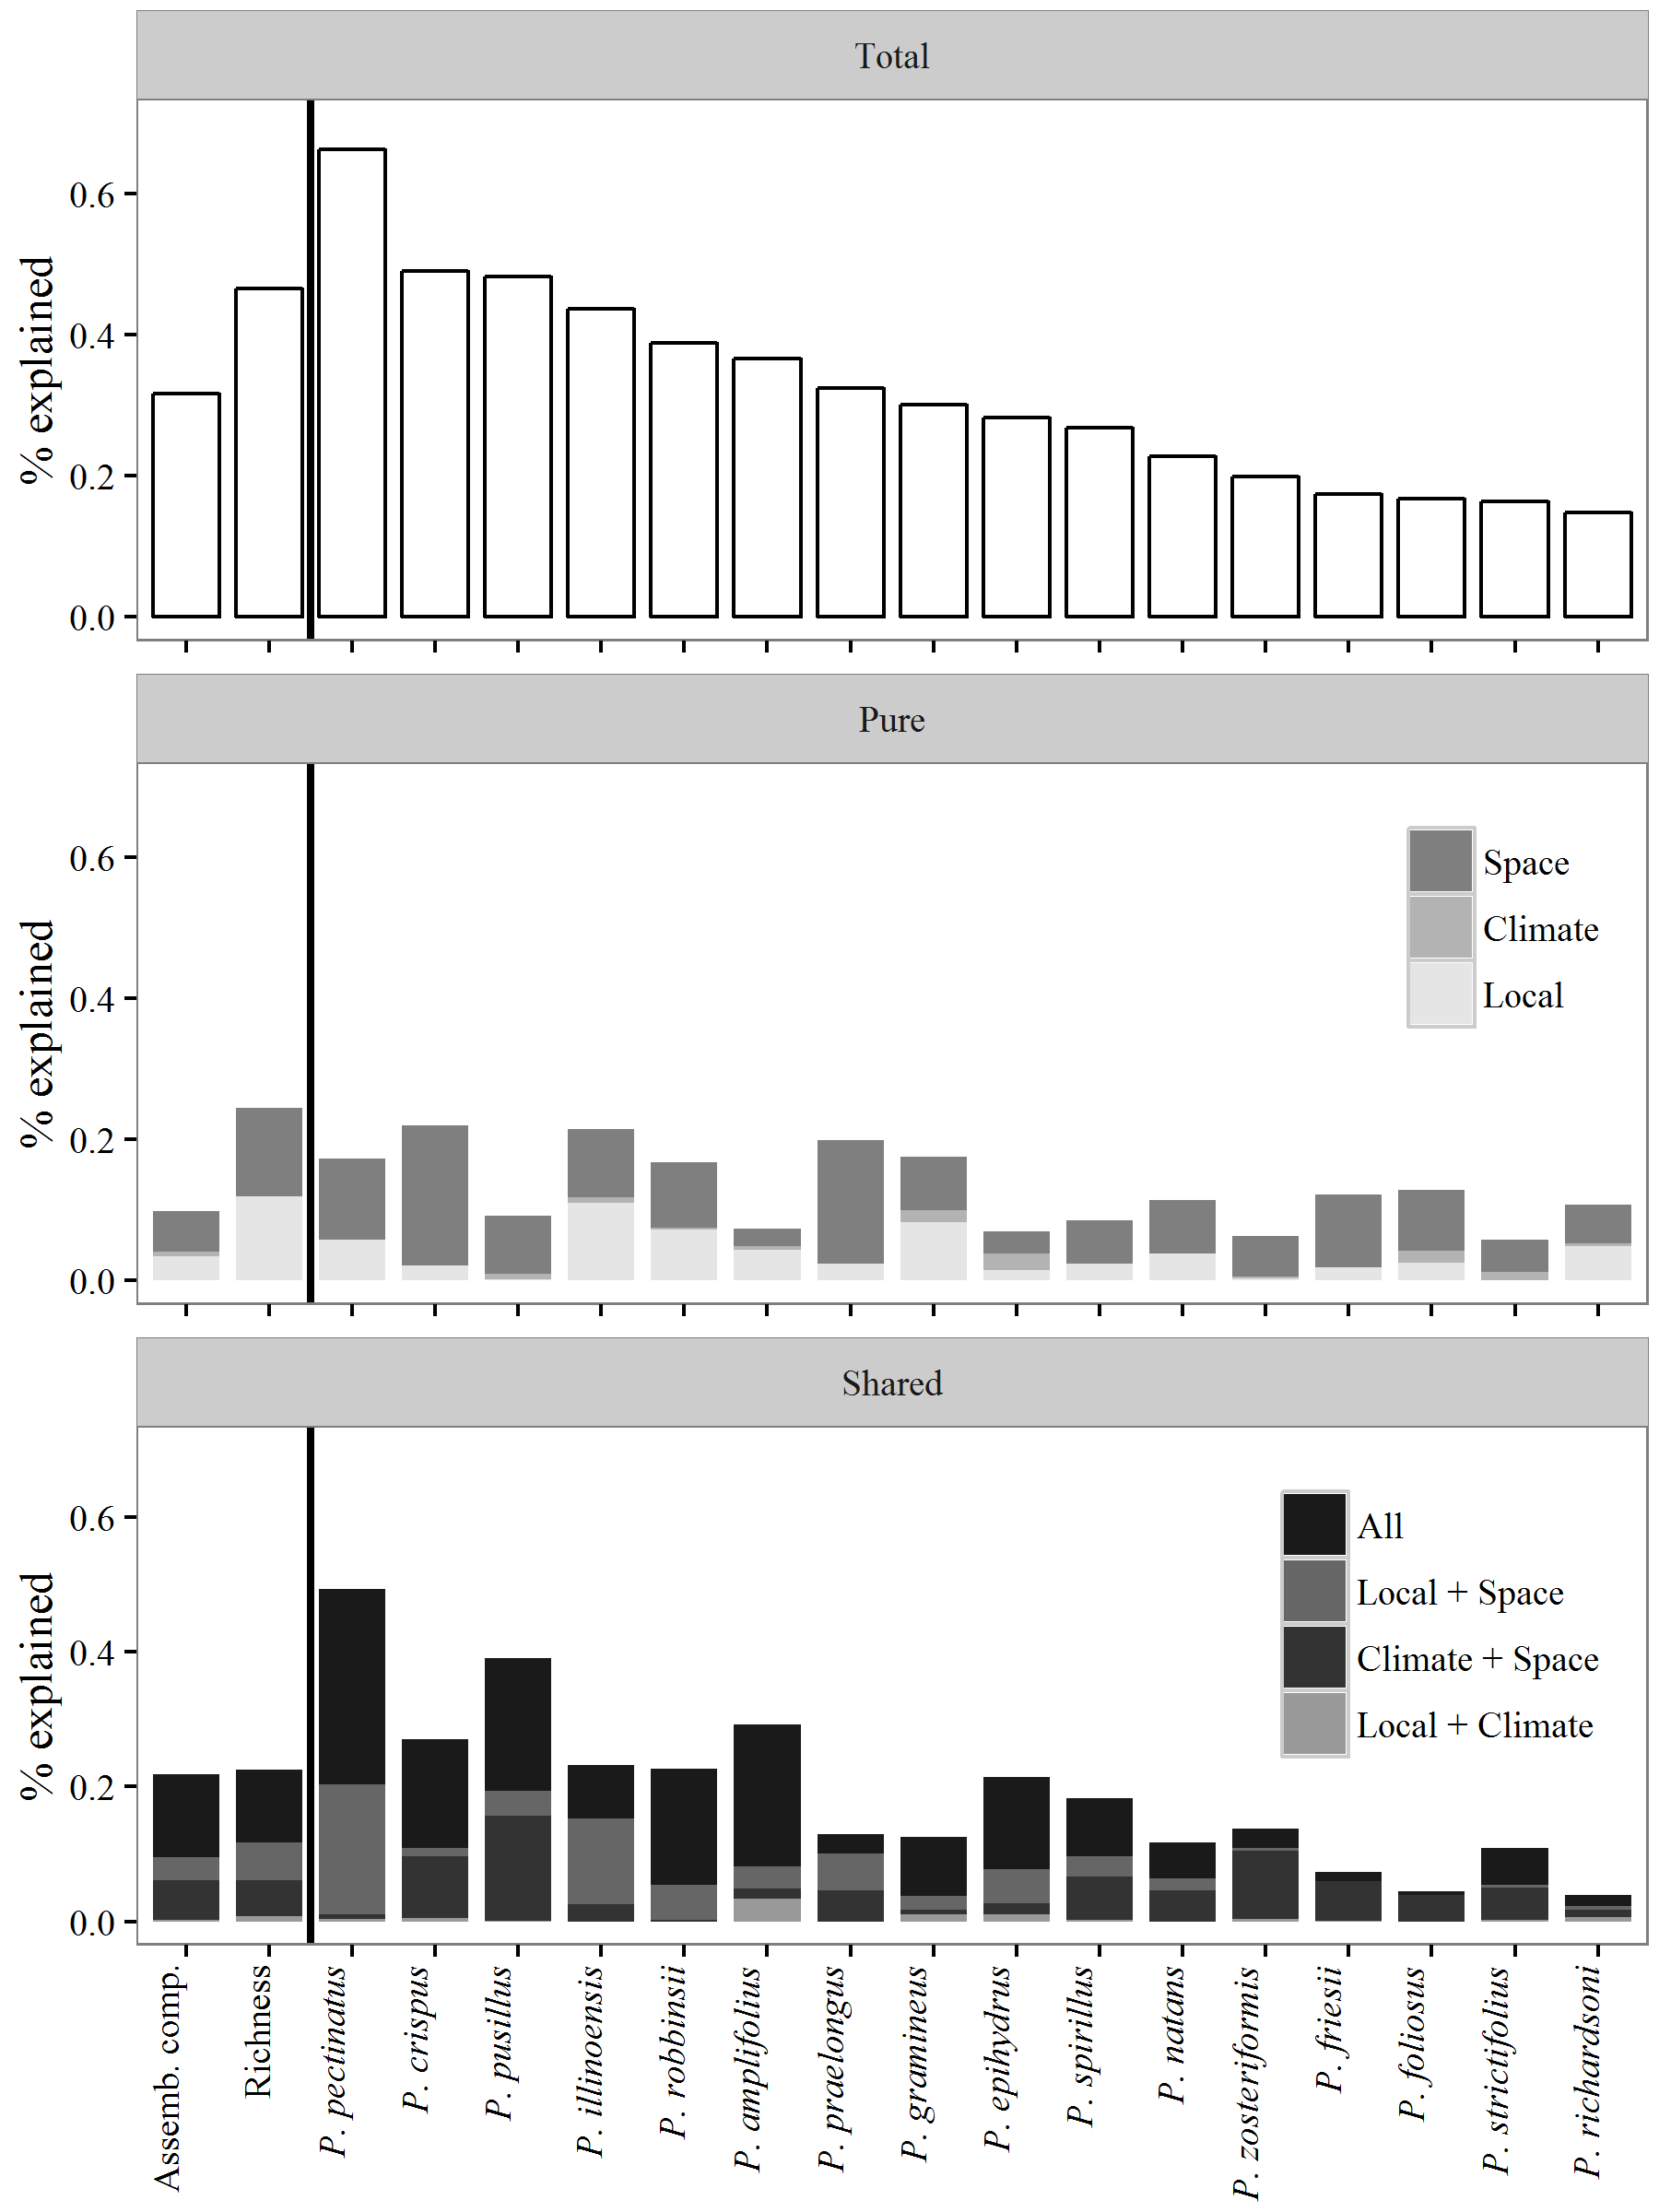 Total
% explained
0.6
0.4
0.2
0.0
Pure
% explained
0.6
0.4
0.2
0.0
Space
Climate
Local
Shared
% explained
0.6
0.4
0.2
0.0
All
Local + Space
Climate + Space
Local + Climate
Assemb. comp.
Richness
P. pectinatus
P. crispus
P. pusillus
P. illinoensis
P. robbinsii
P. amplifolius
P. praelongus
P. gramineus
P. epihydrus
P. spirillus
P. natans
P. zosteriformis
P. friesii
P. foliosus
P. strictifolius
P. richardsoni